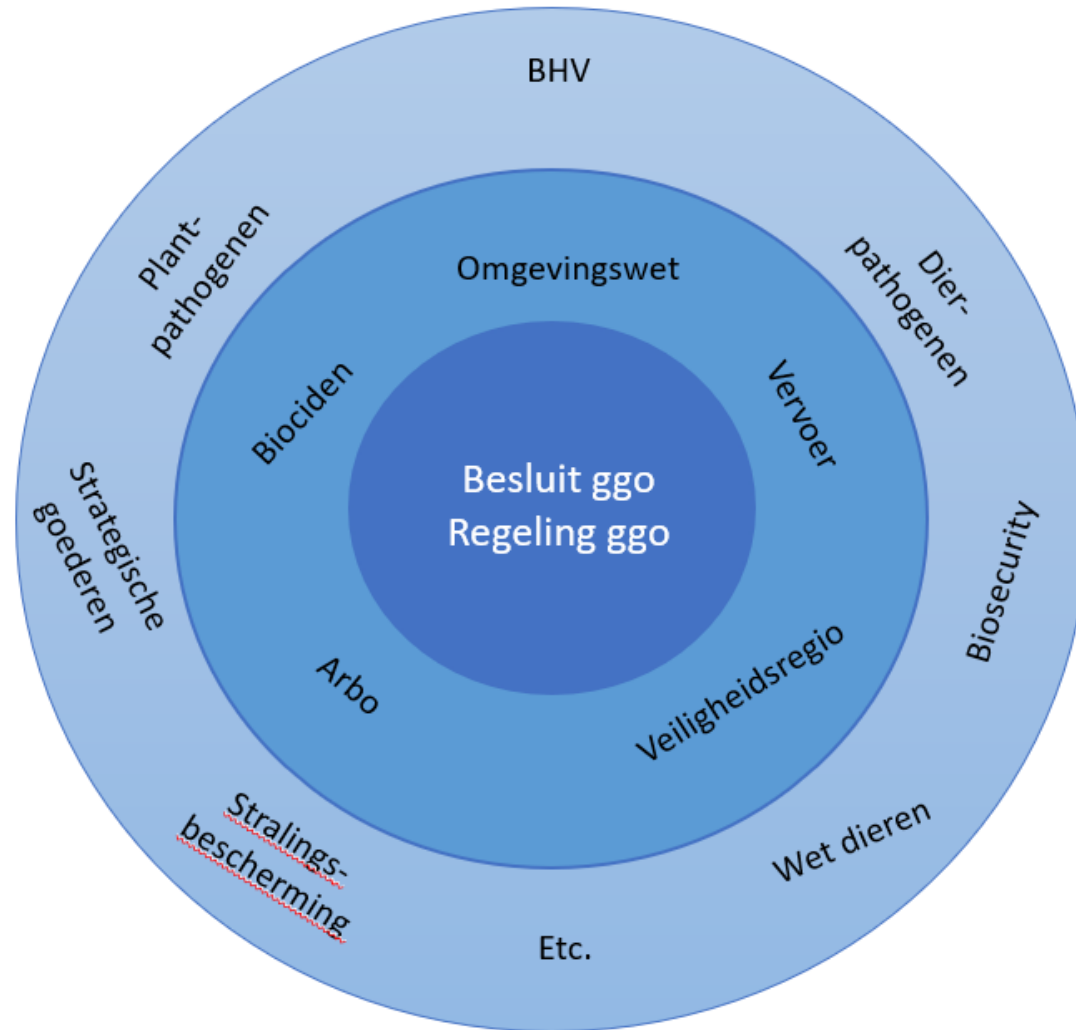 BHV
Plant-
pathogenen
Dier-
pathogenen
Omgevingswet
Biociden
Vervoer
Besluit ggo
Regeling ggo
Strategische
goederen
Biosecurity
Arbo
Veiligheidsregio
Stralings-
bescherming
Wet dieren
Etc.